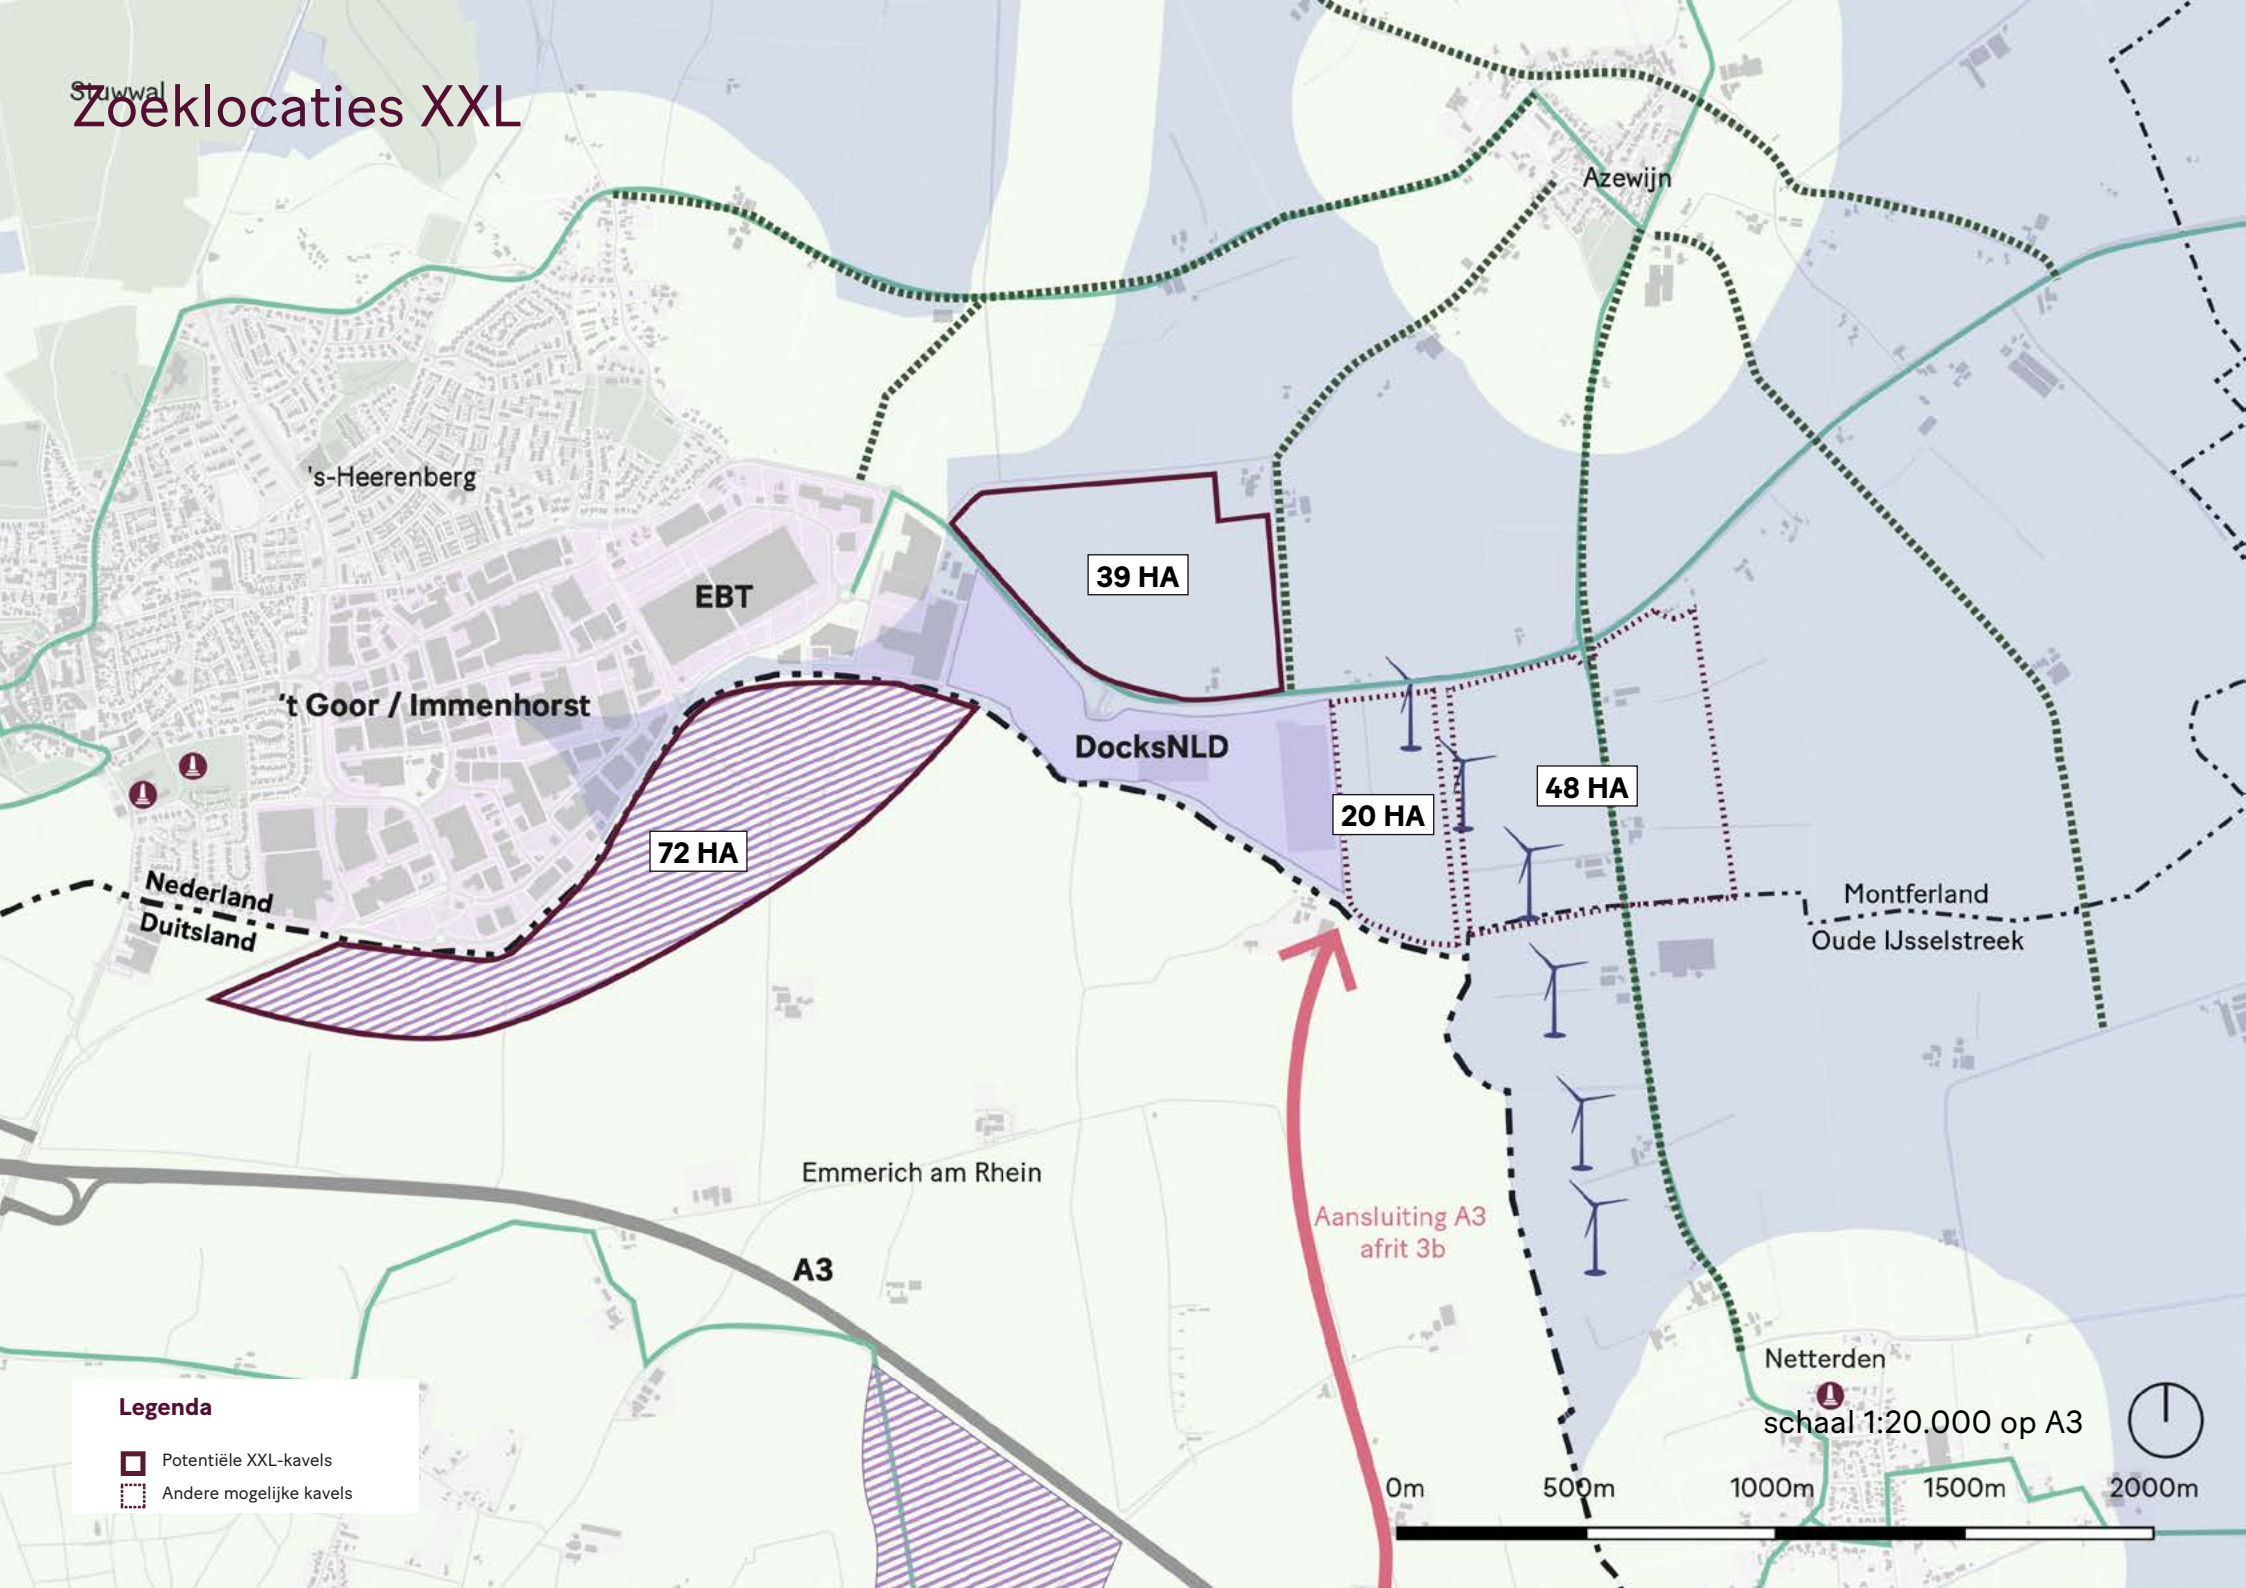 Stuwwal
Zoeklocaties XXL
Azewijn
's-Heerenberg
39 HA
EBT
't Goor / Immenhorst
DocksNLD
48 HA
20 HA
72 HA
Nederland
Duitsland
Montferland
Oude IJsselstreek
Emmerich am Rhein
Aansluiting A3
afrit 3b
A3
Netterden
Legenda
Potentiële XXL-kavels
Andere mogelijke kavels
schaal 1:20.000 op A3
0m 500m 1000m 1500m 2000m